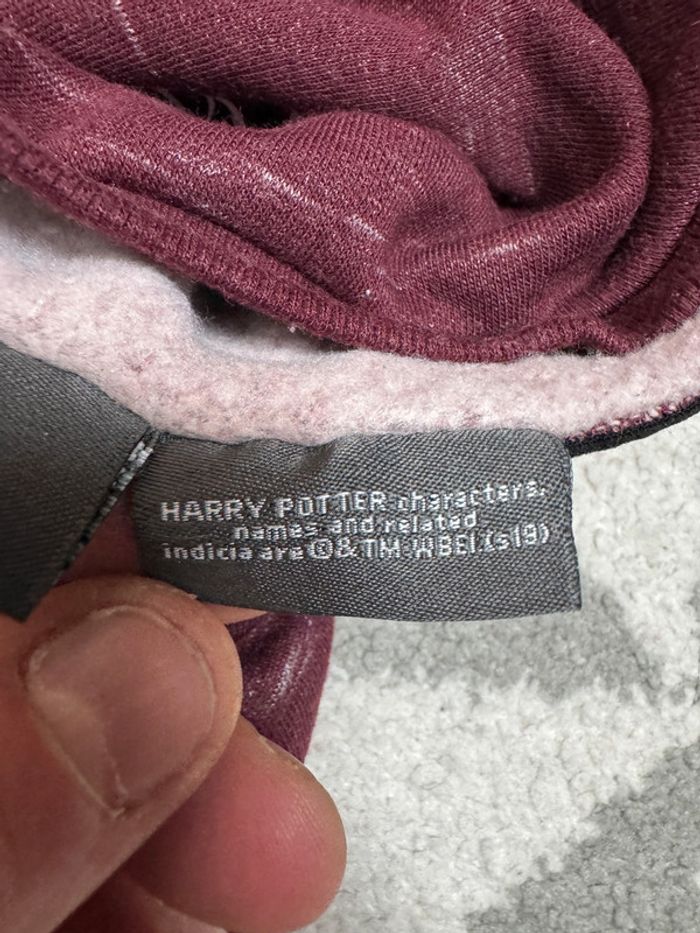 HARRY POTTER characters,
names and related
indicia are ©&TM WBEI.(s19)